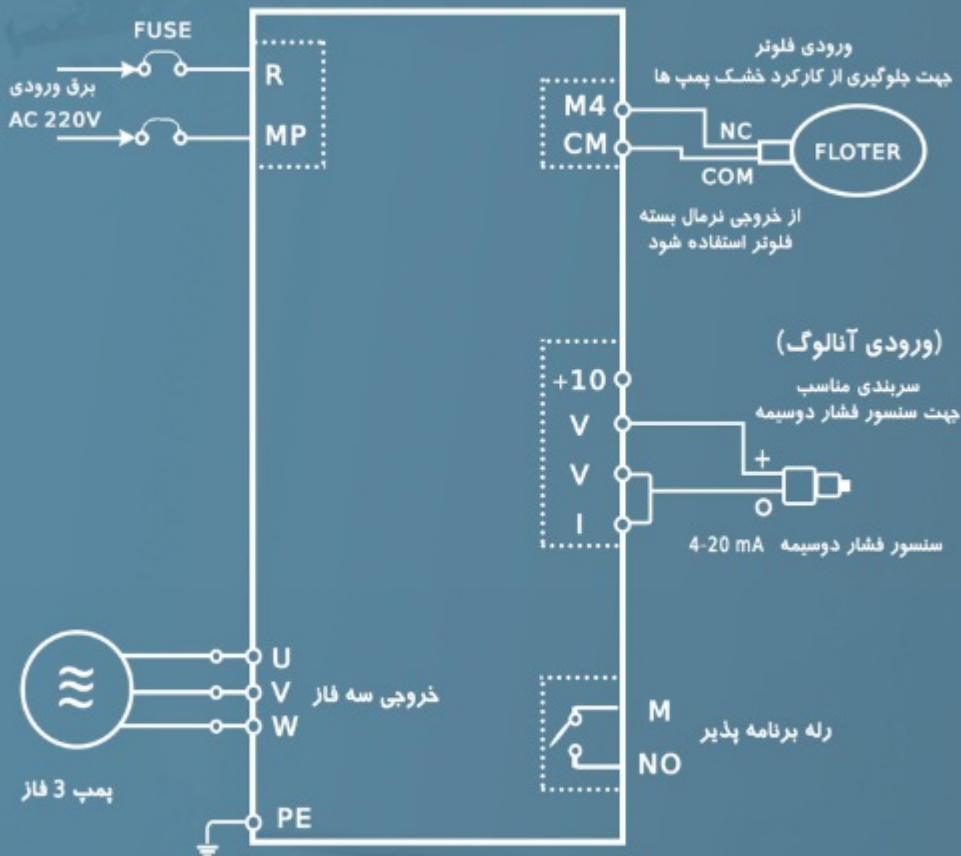 FUSE
برق ورودی
AC 220V
R
MP
ورودی فلوتر
جهت جلوگیری از کارکرد خشک پمپ ها
M4
CM
NC
COM
FLOTER
از خروجی نرمال بسته
فلوتر استفاده شود
(ورودی آنالوگ)
سربندی مناسب
جهت سنسور فشار دوسیمه
+10
V
V
I
+
O
سنسور فشار دوسیمه 4-20 mA
U
V
W
خروجی سه فاز
پمپ 3 فاز
PE
M
NO
رله برنامه پذیر